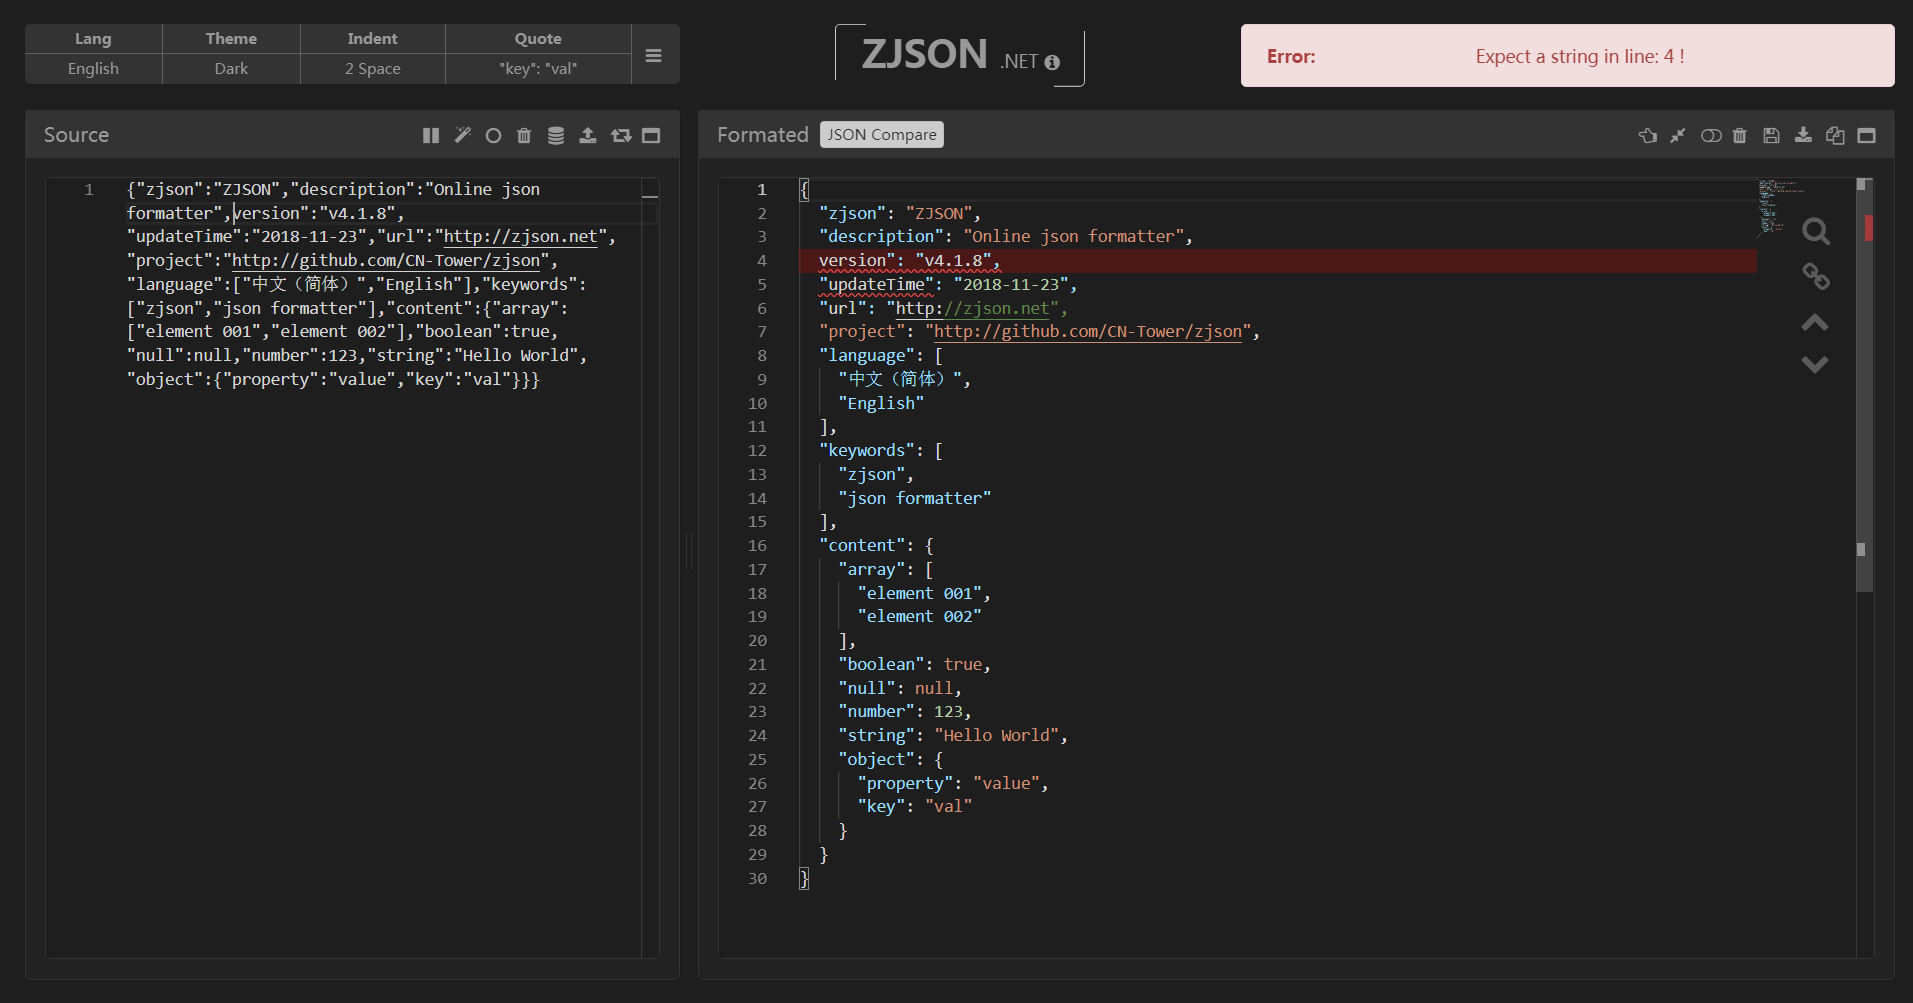 Lang Theme Indent Quote
English Dark 2 Space "key": "val"
ZJSON .NET
Error: Expect a string in line: 4 !
Source
1 {"zjson":"ZJSON","description":"Online json
formatter",version":"v4.1.8",
"updateTime":"2018-11-23","url":"http://zjson.net",
"project":"http://github.com/CN-Tower/zjson",
"language":["中文（简体）","English"],"keywords":
["zjson","json formatter"],"content":{"array":
["element 001","element 002"],"boolean":true,
"null":null,"number":123,"string":"Hello World",
"object":{"property":"value","key":"val"}}}
Formated JSON Compare
1 {
2 "zjson": "ZJSON",
3 "description": "Online json formatter",
4 version": "v4.1.8",
5 "updateTime": "2018-11-23",
6 "url": "http://zjson.net",
7 "project": "http://github.com/CN-Tower/zjson",
8 "language": [
9 "中文（简体）",
10 "English"
11 ],
12 "keywords": [
13 "zjson",
14 "json formatter"
15 ],
16 "content": {
17 "array": [
18 "element 001",
19 "element 002"
20 ],
21 "boolean": true,
22 "null": null,
23 "number": 123,
24 "string": "Hello World",
25 "object": {
26 "property": "value",
27 "key": "val"
28 }
29 }
30 }